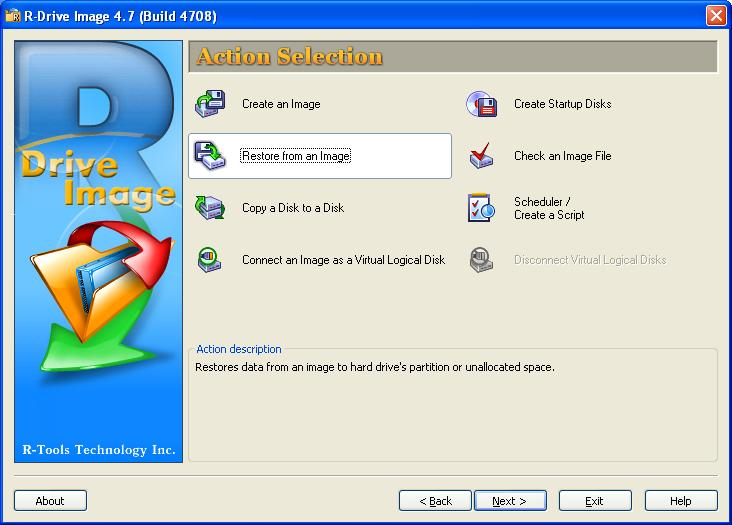 R-Drive Image 4.7 (Build 4708)
R
Drive
Image
R-Tools Technology Inc.
Action Selection
Create an Image
Create Startup Disks
Restore from an Image
Check an Image File
Copy a Disk to a Disk
Scheduler /
Create a Script
Connect an Image as a Virtual Logical Disk
Disconnect Virtual Logical Disks
Action description
Restores data from an image to hard drive's partition or unallocated space.
About
< Back
Next >
Exit
Help